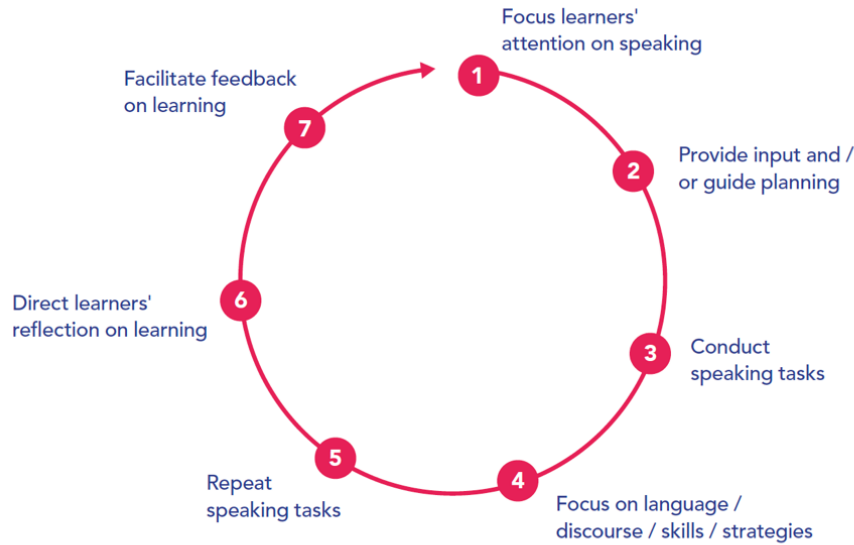 1
Focus learners'
attention on speaking
2
Provide input and /
or guide planning
3
Conduct
speaking tasks
4
Focus on language /
discourse / skills / strategies
5
Repeat
speaking tasks
6
Direct learners'
reflection on learning
7
Facilitate feedback
on learning